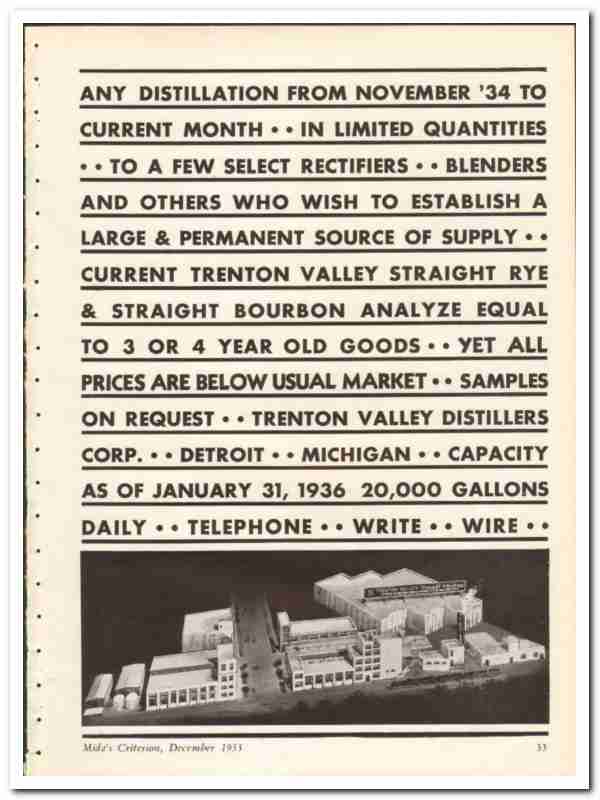 ANY DISTILLATION FROM NOVEMBER '34 TO
CURRENT MONTH • • IN LIMITED QUANTITIES
• • TO A FEW SELECT RECTIFIERS • • BLENDERS
AND OTHERS WHO WISH TO ESTABLISH A
LARGE & PERMANENT SOURCE OF SUPPLY • •
CURRENT TRENTON VALLEY STRAIGHT RYE
& STRAIGHT BOURBON ANALYZE EQUAL
TO 3 OR 4 YEAR OLD GOODS • • YET ALL
PRICES ARE BELOW USUAL MARKET • • SAMPLES
ON REQUEST • • TRENTON VALLEY DISTILLERS
CORP. • • DETROIT • • MICHIGAN • • CAPACITY
AS OF JANUARY 31, 1936 20,000 GALLONS
DAILY • • TELEPHONE • • WRITE • • WIRE • •
Mida's Criterion, December 1935